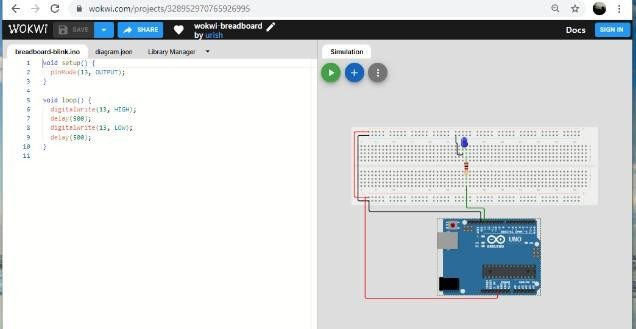 wokwi.com/projects/328952970765926995
WOKWI SAVE SHARE wokwi-breadboard Docs SIGN IN
by urish
breadboard-blink.ino diagram.json Library Manager Simulation
1 void setup() {
2 pinMode(13, OUTPUT);
3 }
4
5 void loop() {
6 digitalWrite(13, HIGH);
7 delay(500);
8 digitalWrite(13, LOW);
9 delay(500);
10 }
11
UNO
ARDUINO